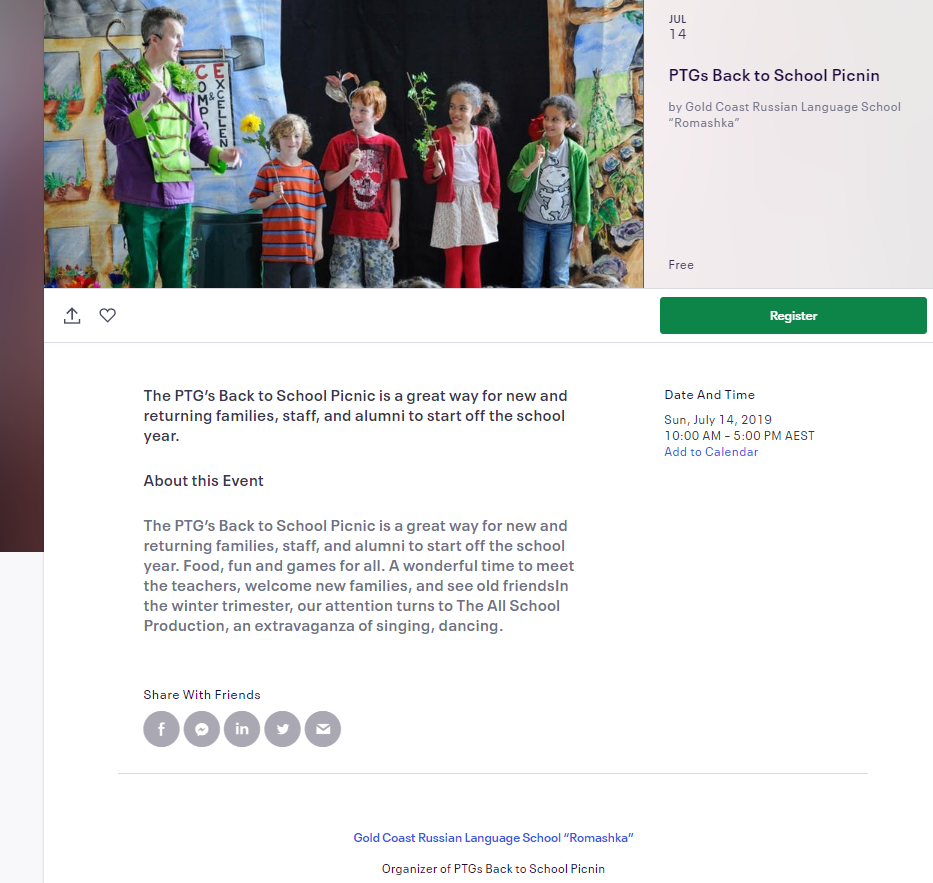 COMPO
&
EXCELLEN
JUL
14
PTGs Back to School Picnin
by Gold Coast Russian Language School
“Romashka”
Free
Register
The PTG’s Back to School Picnic is a great way for new and
returning families, staff, and alumni to start off the school
year.
About this Event
The PTG’s Back to School Picnic is a great way for new and
returning families, staff, and alumni to start off the school
year. Food, fun and games for all. A wonderful time to meet
the teachers, welcome new families, and see old friendsIn
the winter trimester, our attention turns to The All School
Production, an extravaganza of singing, dancing.
Date And Time
Sun, July 14, 2019
10:00 AM – 5:00 PM AEST
Add to Calendar
Share With Friends
Gold Coast Russian Language School “Romashka”
Organizer of PTGs Back to School Picnin